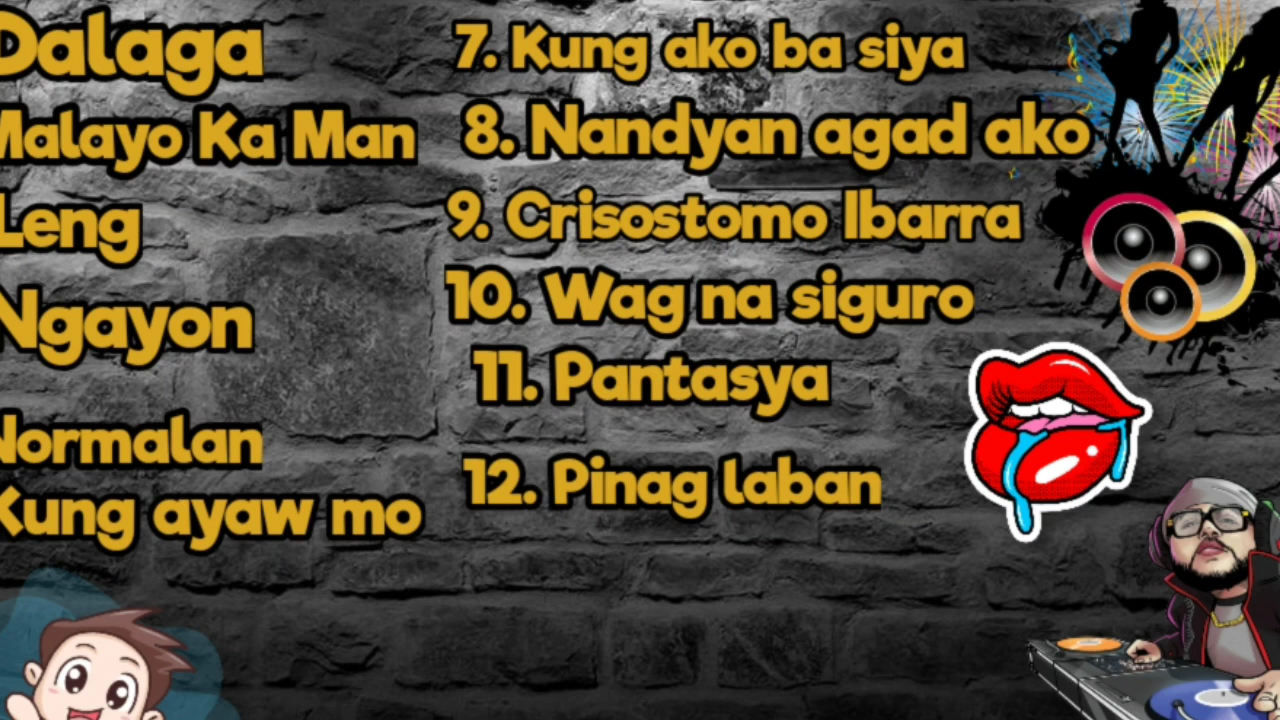 Dalaga
Malayo Ka Man
Leng
Ngayon
Normalan
Kung ayaw mo
7. Kung ako ba siya
8. Nandyan agad ako
9. Crisostomo Ibarra
10. Wag na siguro
11. Pantasya
12. Pinag laban